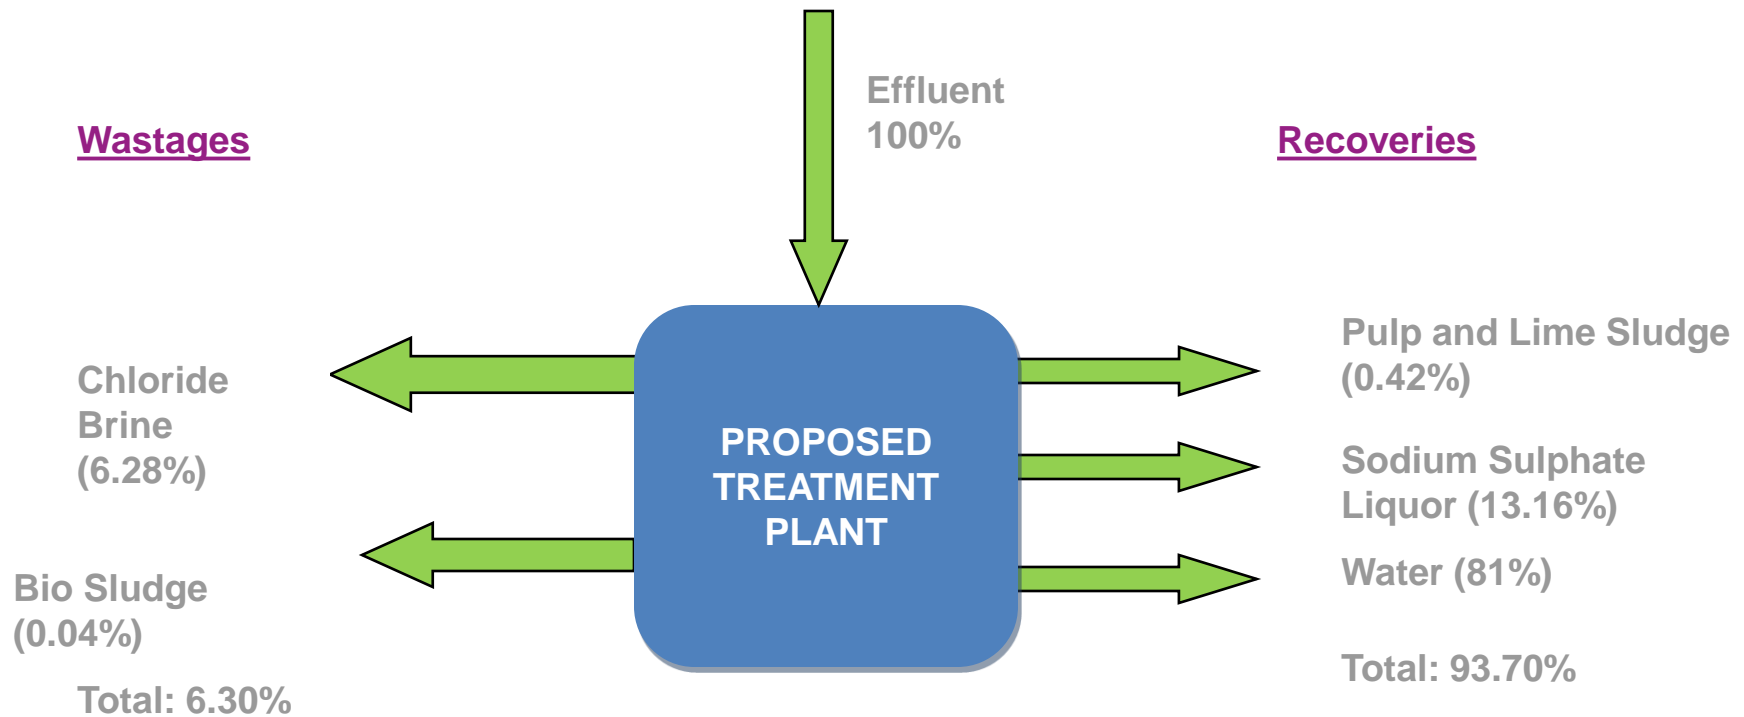 Effluent
100%
Wastages
Recoveries
Chloride
Brine
(6.28%)
Bio Sludge
(0.04%)
Total: 6.30%
PROPOSED
TREATMENT
PLANT
Pulp and Lime Sludge
(0.42%)
Sodium Sulphate
Liquor (13.16%)
Water (81%)
Total: 93.70%